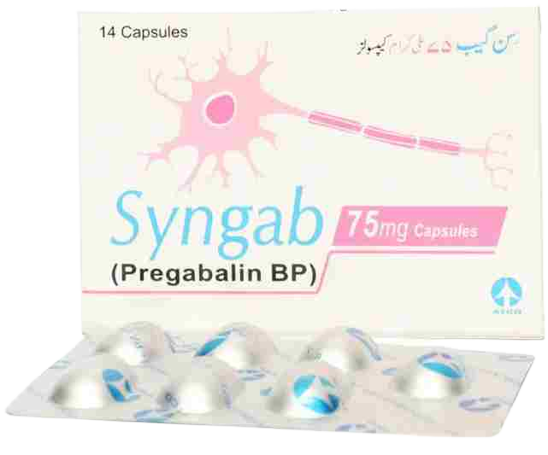 14 Capsules
سن گیب ۷۵ ملی گرام کیپسولز
Syngab
75mg Capsules
(Pregabalin BP)